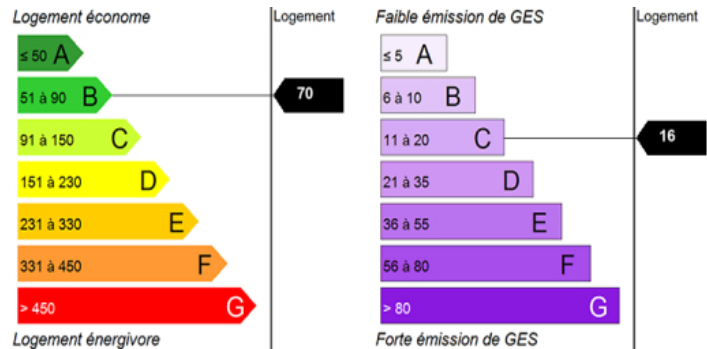 Logement économe
Logement
≤ 50 A
51 à 90 B
70
91 à 150 C
151 à 230 D
231 à 330 E
331 à 450 F
> 450 G
Logement énergivore
Faible émission de GES
Logement
≤ 5 A
6 à 10 B
11 à 20 C
16
21 à 35 D
36 à 55 E
56 à 80 F
> 80 G
Forte émission de GES